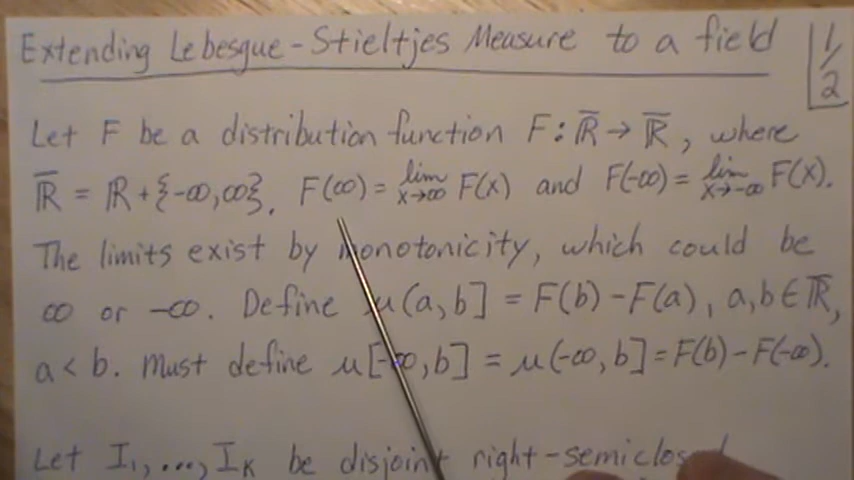 Extending Lebesgue-Stieltjes Measure to a field 1/2
Let F be a distribution function F: ℝ̅ → ℝ̅, where
ℝ̅ = ℝ + {-∞,∞}. F(∞) = lim x→∞ F(x) and F(-∞) = lim x→-∞ F(x).
The limits exist by monotonicity, which could be
∞ or -∞. Define μ(a,b] = F(b) - F(a), a,b ∈ ℝ̅,
a < b. Must define μ[-∞,b] = μ(-∞,b] = F(b) - F(-∞).
Let I₁,...,I_K be disjoint right-semiclosed